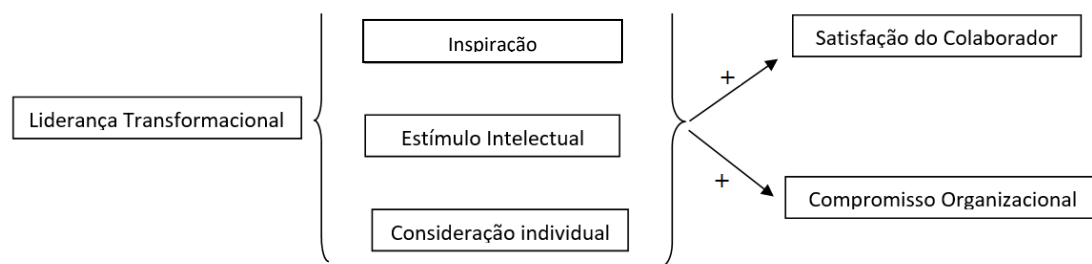 Liderança Transformacional
Inspiração
Estímulo Intelectual
Consideração individual
+
+
Satisfação do Colaborador
Compromisso Organizacional